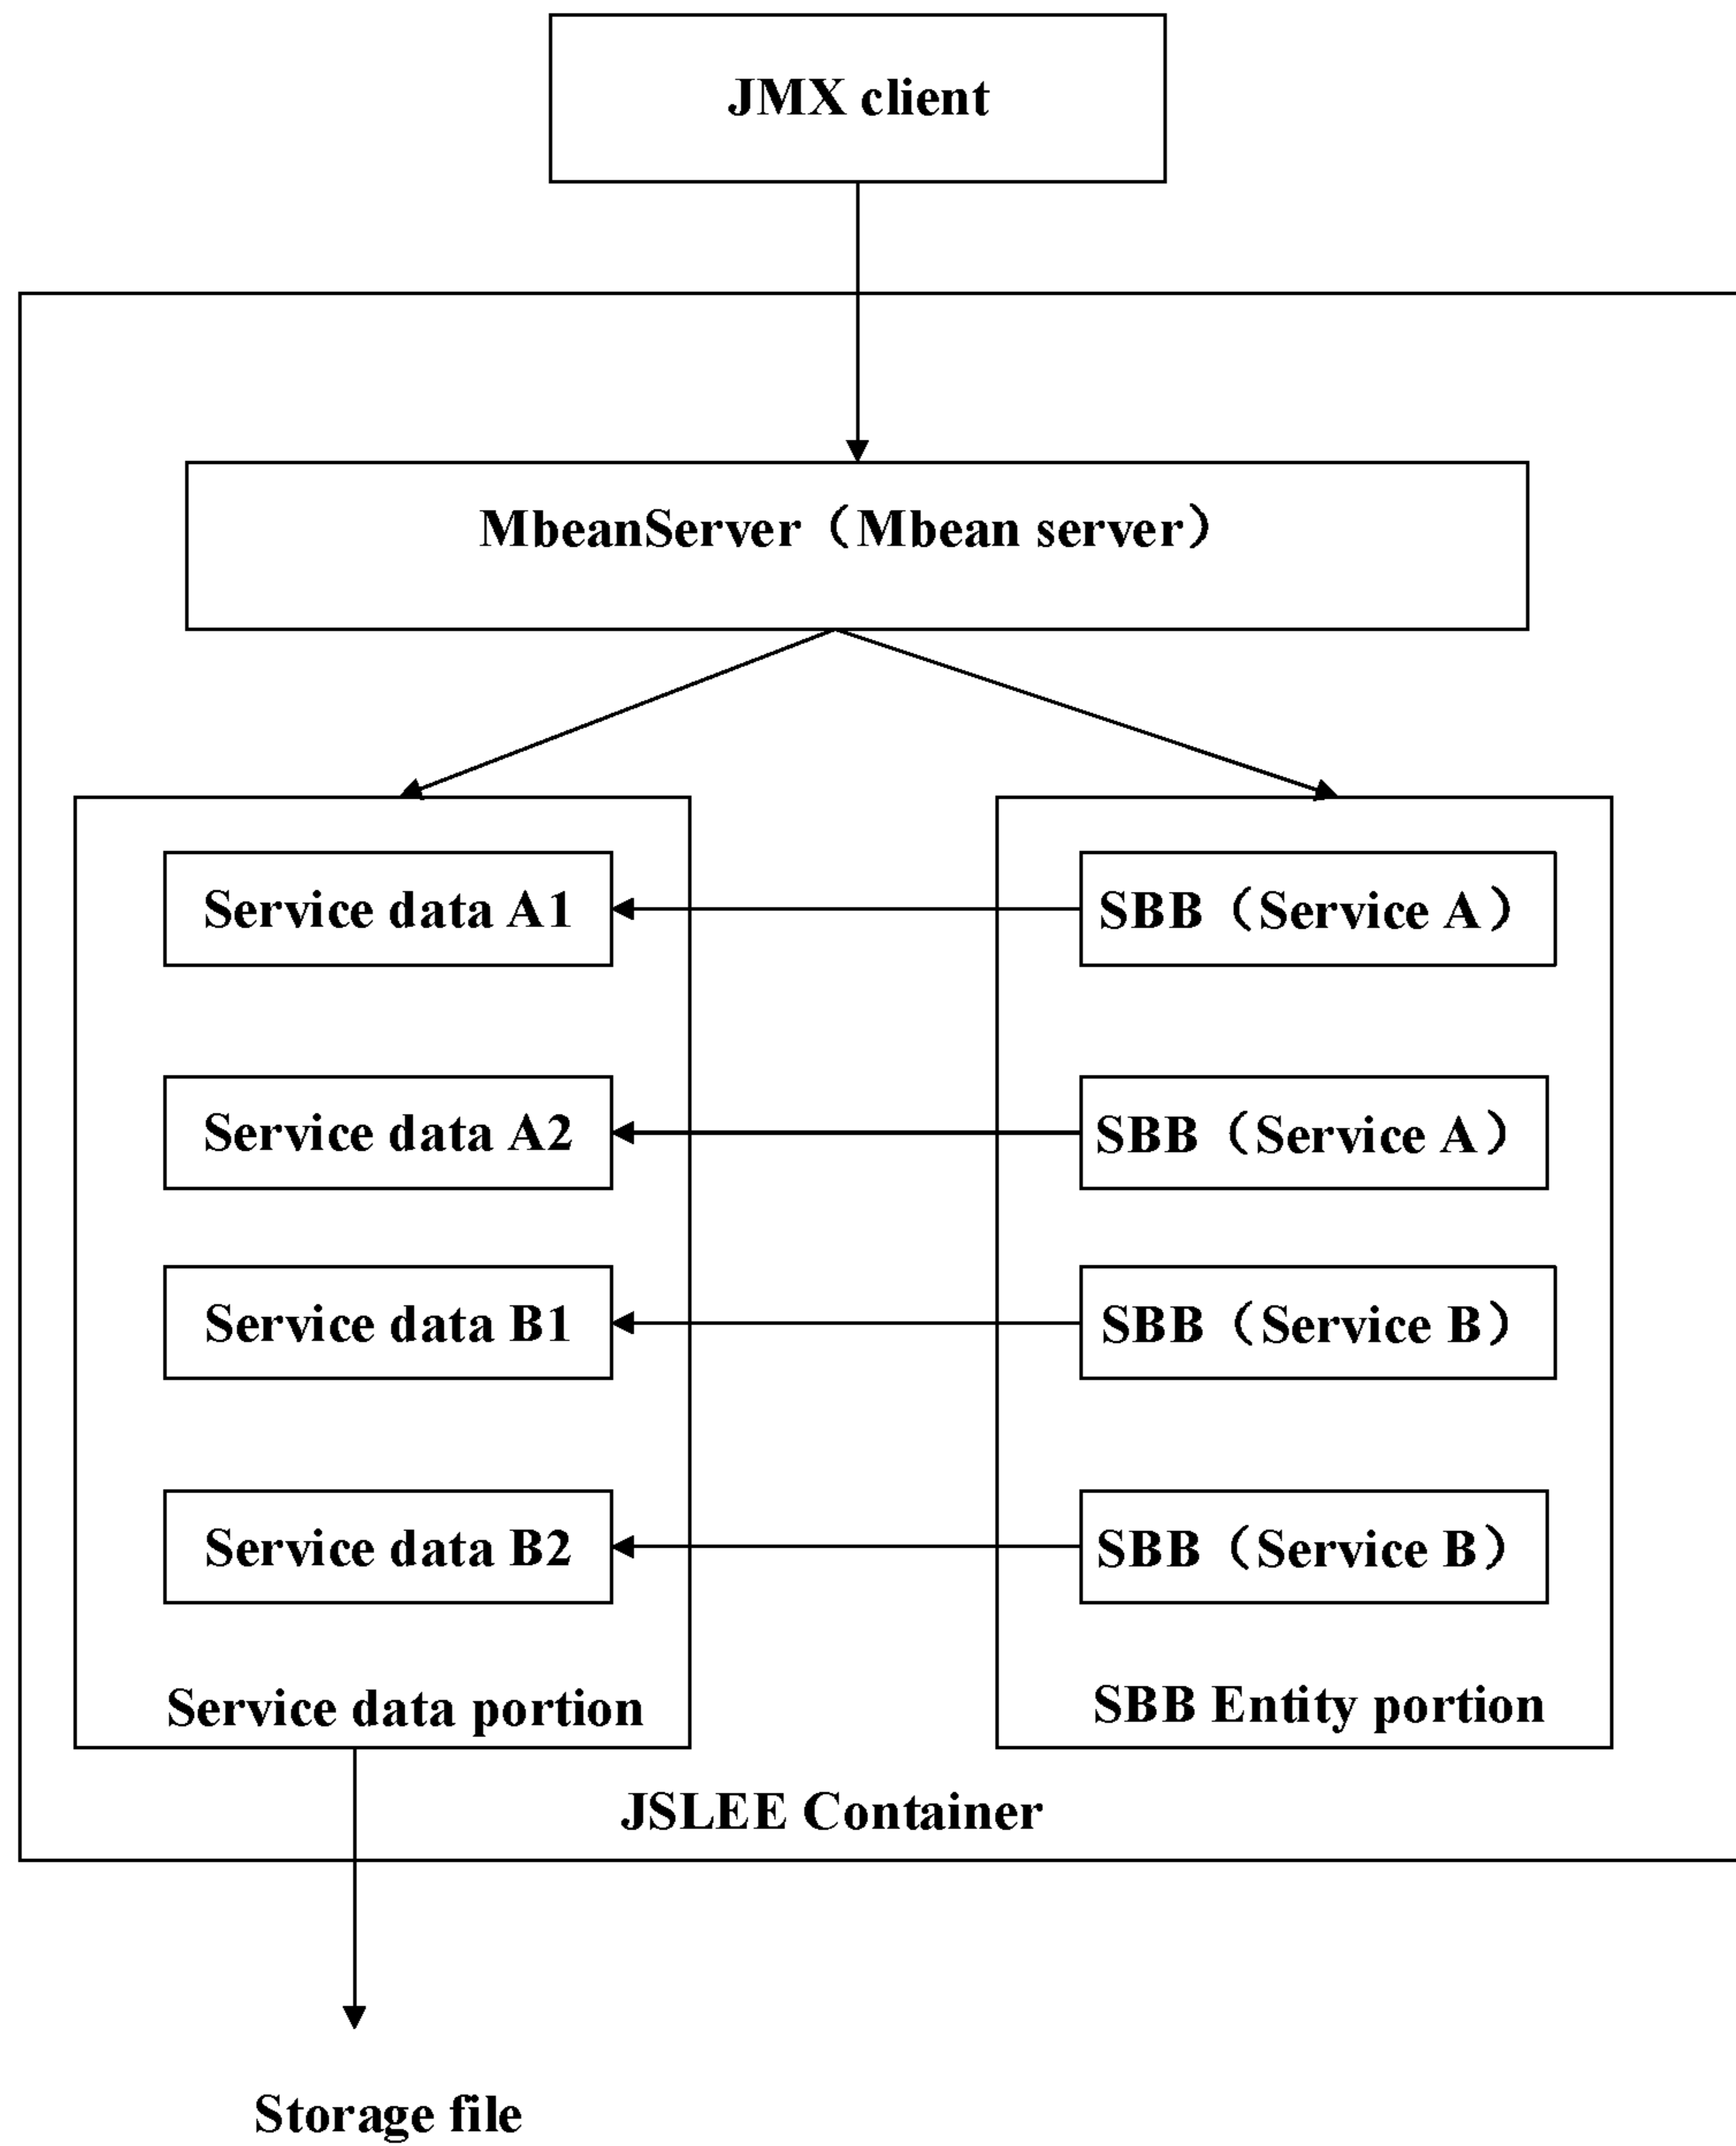 JMX client
MbeanServer（Mbean server）
Service data A1
SBB（Service A）
Service data A2
SBB（Service A）
Service data B1
SBB（Service B）
Service data B2
SBB（Service B）
Service data portion
SBB Entity portion
JSLEE Container
Storage file